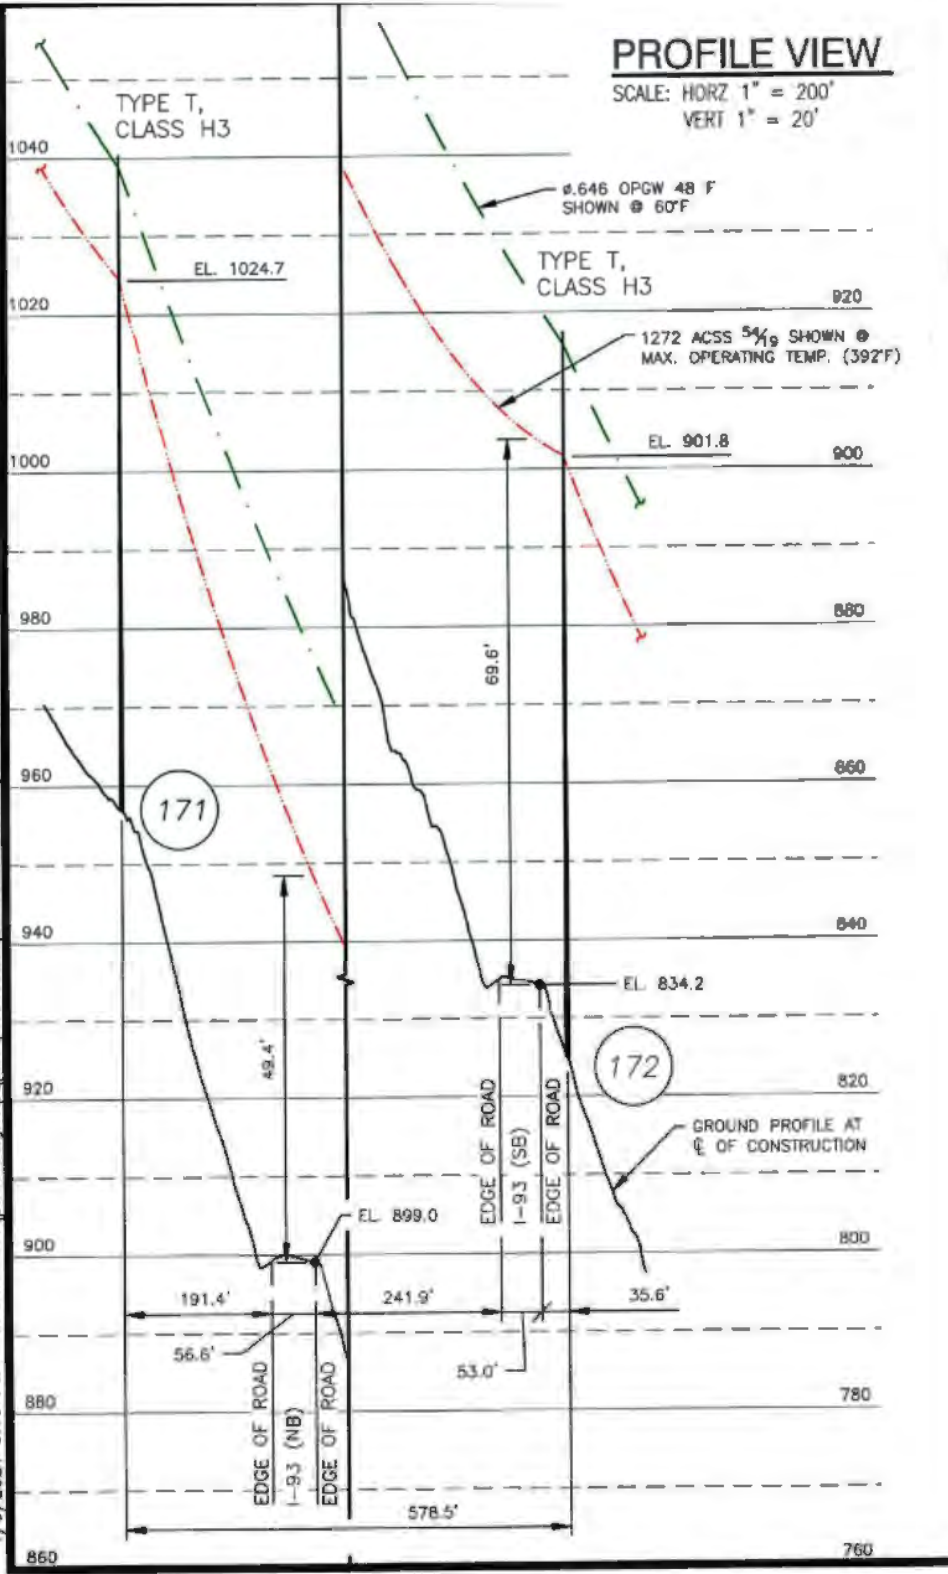 PROFILE VIEW
SCALE: HORZ 1" = 200'
VERT 1" = 20'
TYPE T,
CLASS H3
1040
ø.646 OPGW 48 F
SHOWN @ 60°F
EL. 1024.7
TYPE T,
CLASS H3
1020
920
1272 ACSS 54/19 SHOWN @
MAX. OPERATING TEMP. (392°F)
EL. 901.8
1000
900
980
880
69.6'
960
860
171
940
840
EL. 834.2
49.4'
172
920
820
GROUND PROFILE AT
℄ OF CONSTRUCTION
EDGE OF ROAD
I-93 (SB)
EDGE OF ROAD
EL. 899.0
900
800
191.4'
241.9'
35.6'
56.6'
53.0'
880
780
EDGE OF ROAD
I-93 (NB)
EDGE OF ROAD
578.5'
860
760